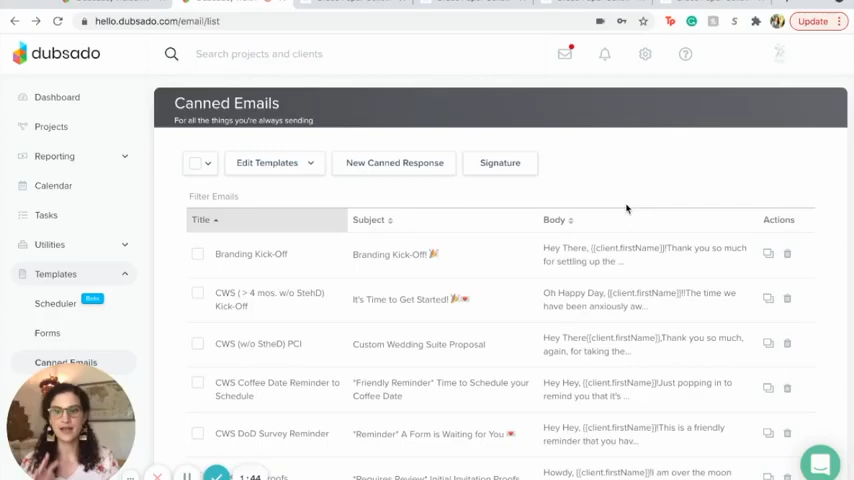 hello.dubsado.com/email/list
Update
dubsado
Search projects and clients
Dashboard
Projects
Reporting
Calendar
Tasks
Utilities
Templates
Scheduler
Beta
Forms
Canned Emails
Canned Emails
For all the things you're always sending
Edit Templates
New Canned Response
Signature
Filter Emails
Title
Subject
Body
Actions
Branding Kick-Off
Branding Kick-Off!🎉
Hey There, {{client.firstName}}!Thank you so much
for settling up the ...
CWS ( > 4 mos. w/o StehD)
Kick-Off
It's Time to Get Started!🎉💌
Oh Happy Day, {{client.firstName}}!!The time we
have been anxiously aw...
CWS (w/o StheD) PCI
Custom Wedding Suite Proposal
Hey There{{client.firstName}},Thank you so much,
again, for taking the...
CWS Coffee Date Reminder to
Schedule
*Friendly Reminder* Time to Schedule your
Coffee Date
Hey Hey, {{client.firstName}}!Just popping in to
remind you that it's ...
CWS DoD Survey Reminder
*Reminder* A Form is Waiting for You 💌
Hey Hey, {{client.firstName}}!This is a friendly
reminder that you hav...
Proofs
*Requires Review* Initial Invitation Proofs
Howdy, {{client.firstName}}!I am over the moon
1:44